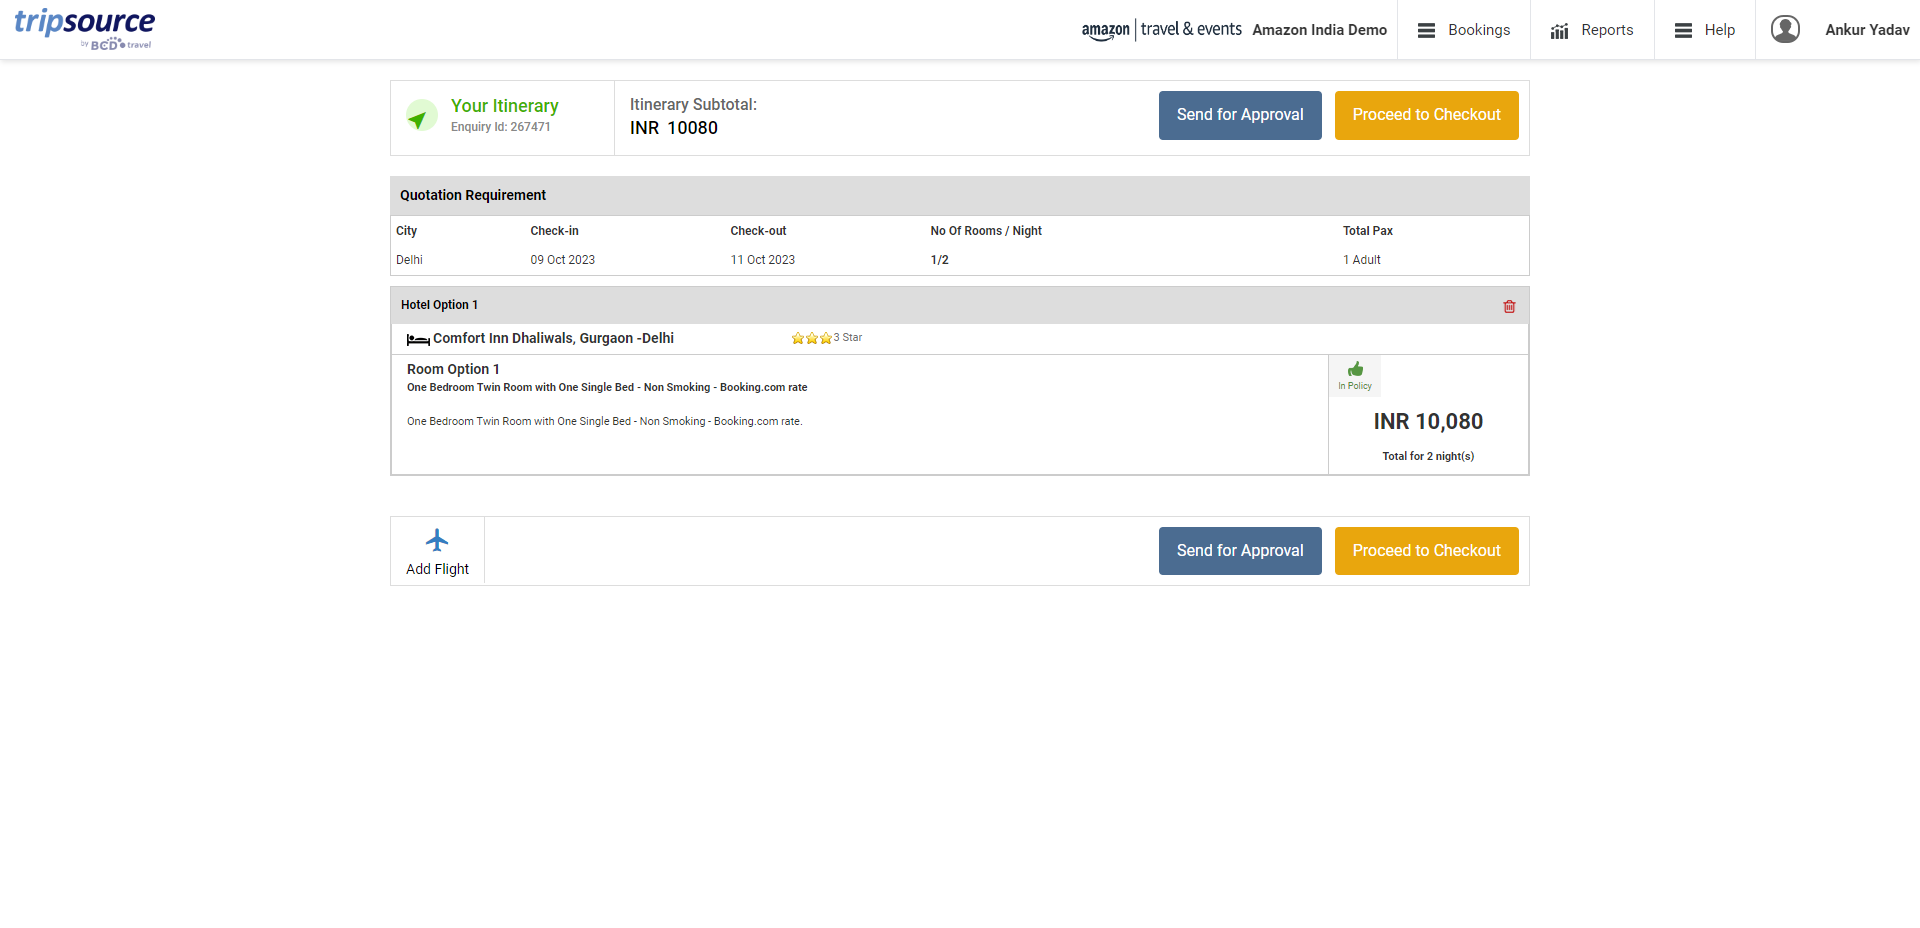 tripsource
by BCD travel
amazon travel & events Amazon India Demo
Bookings
Reports
Help
Ankur Yadav
Your Itinerary
Enquiry Id: 267471
Itinerary Subtotal:
INR 10080
Send for Approval
Proceed to Checkout
Quotation Requirement
City Check-in Check-out No Of Rooms / Night Total Pax
Delhi 09 Oct 2023 11 Oct 2023 1/2 1 Adult
Hotel Option 1
Comfort Inn Dhaliwals, Gurgaon -Delhi 3 Star
Room Option 1
One Bedroom Twin Room with One Single Bed - Non Smoking - Booking.com rate
One Bedroom Twin Room with One Single Bed - Non Smoking - Booking.com rate.
In Policy
INR 10,080
Total for 2 night(s)
Add Flight
Send for Approval
Proceed to Checkout